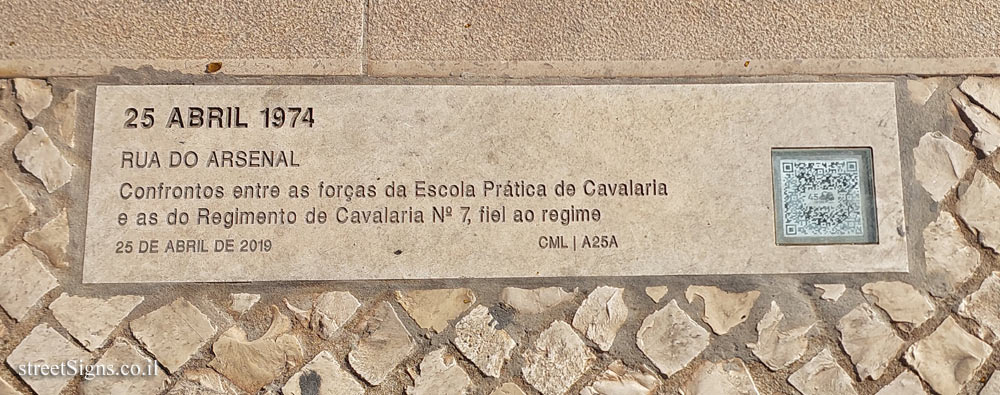 25 ABRIL 1974
RUA DO ARSENAL
Confrontos entre as forças da Escola Prática de Cavalaria
e as do Regimento de Cavalaria Nº 7, fiel ao regime
25 DE ABRIL DE 2019 CML | A25A
streetSigns.co.il